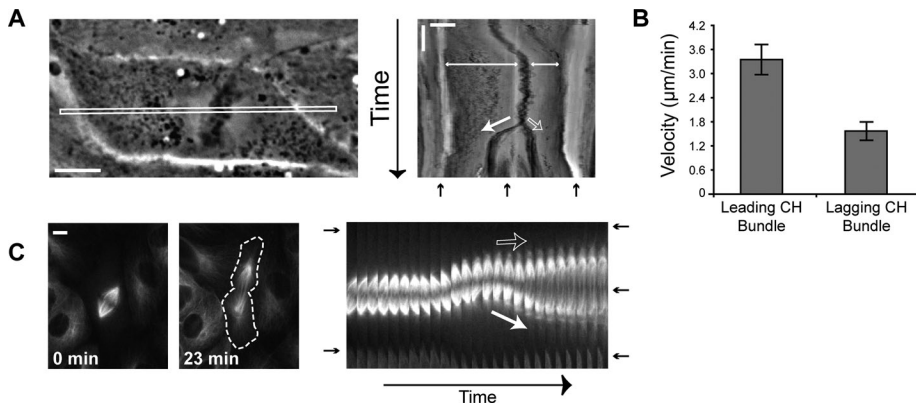 A
Time
B
Velocity (μm/min)
4.2
3.6
3.0
2.4
1.8
1.2
0.6
0
Leading CH
Bundle
Lagging CH
Bundle
C
0 min
23 min
Time